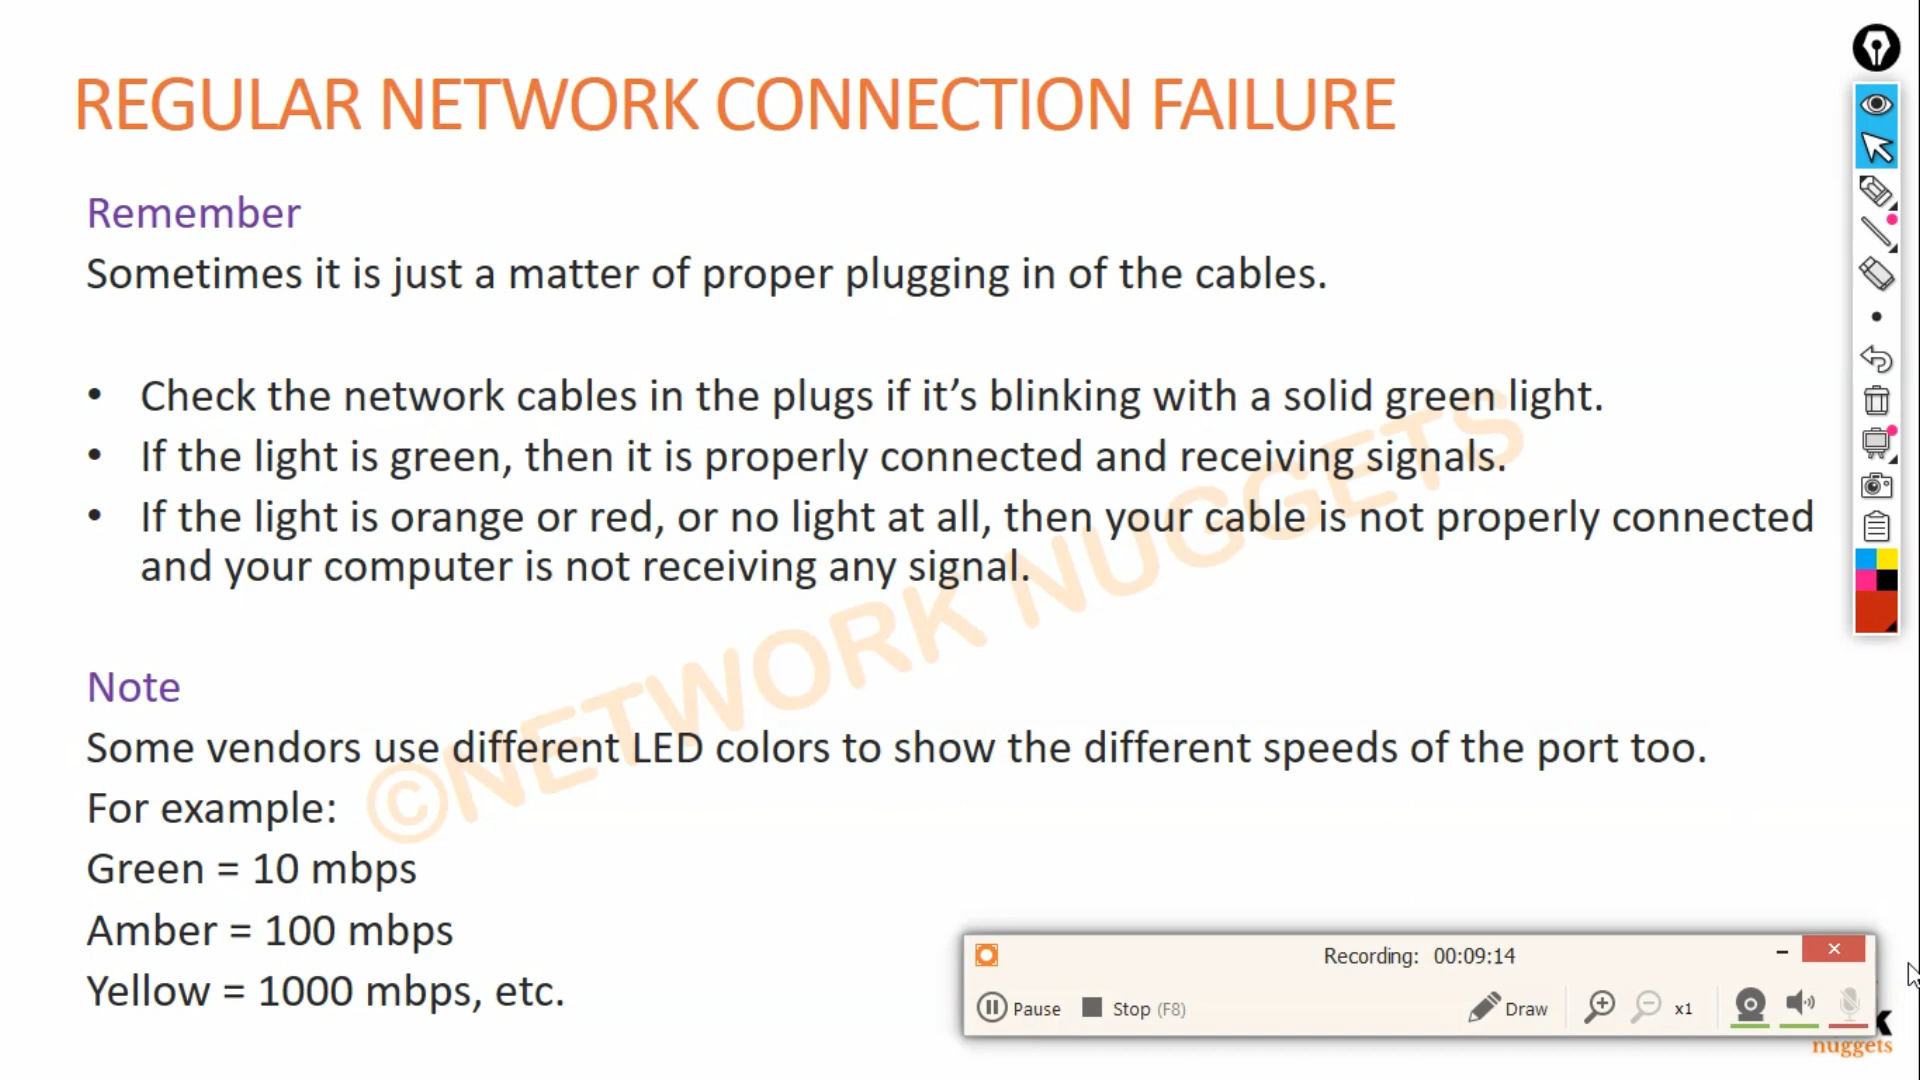 REGULAR NETWORK CONNECTION FAILURE
Remember
Sometimes it is just a matter of proper plugging in of the cables.
• Check the network cables in the plugs if it’s blinking with a solid green light.
• If the light is green, then it is properly connected and receiving signals.
• If the light is orange or red, or no light at all, then your cable is not properly connected
and your computer is not receiving any signal.
©NETWORK NUGGETS
Note
Some vendors use different LED colors to show the different speeds of the port too.
For example:
Green = 10 mbps
Amber = 100 mbps
Yellow = 1000 mbps, etc.
Recording: 00:09:14
Pause Stop (F8) Draw x1
nuggets